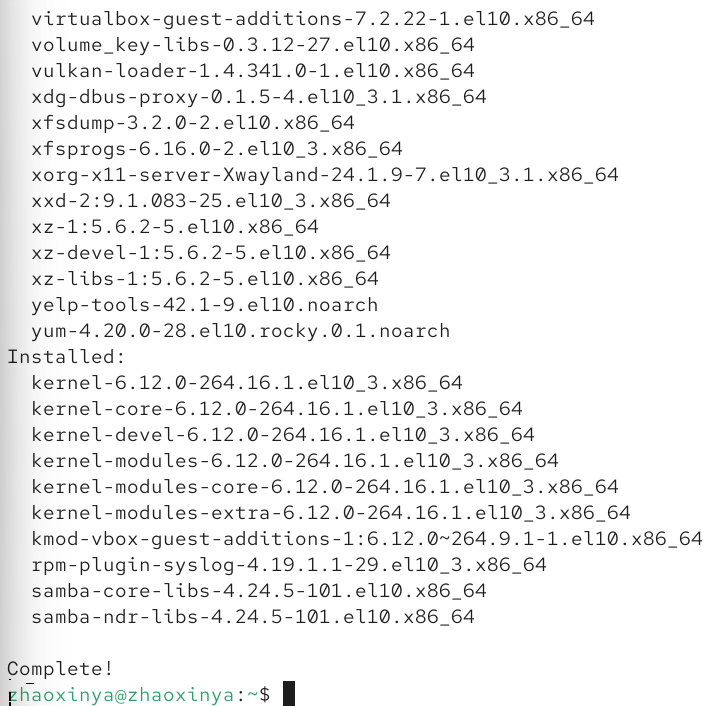 virtualbox-guest-additions-7.2.22-1.el10.x86_64
volume_key-libs-0.3.12-27.el10.x86_64
vulkan-loader-1.4.341.0-1.el10.x86_64
xdg-dbus-proxy-0.1.5-4.el10_3.1.x86_64
xfsdump-3.2.0-2.el10.x86_64
xfsprogs-6.16.0-2.el10_3.x86_64
xorg-x11-server-Xwayland-24.1.9-7.el10_3.1.x86_64
xxd-2:9.1.083-25.el10_3.x86_64
xz-1:5.6.2-5.el10.x86_64
xz-devel-1:5.6.2-5.el10.x86_64
xz-libs-1:5.6.2-5.el10.x86_64
yelp-tools-42.1-9.el10.noarch
yum-4.20.0-28.el10.rocky.0.1.noarch
Installed:
kernel-6.12.0-264.16.1.el10_3.x86_64
kernel-core-6.12.0-264.16.1.el10_3.x86_64
kernel-devel-6.12.0-264.16.1.el10_3.x86_64
kernel-modules-6.12.0-264.16.1.el10_3.x86_64
kernel-modules-core-6.12.0-264.16.1.el10_3.x86_64
kernel-modules-extra-6.12.0-264.16.1.el10_3.x86_64
kmod-vbox-guest-additions-1:6.12.0~264.9.1-1.el10.x86_64
rpm-plugin-syslog-4.19.1.1-29.el10_3.x86_64
samba-core-libs-4.24.5-101.el10.x86_64
samba-ndr-libs-4.24.5-101.el10.x86_64
Complete!
zhaoxinya@zhaoxinya:~$